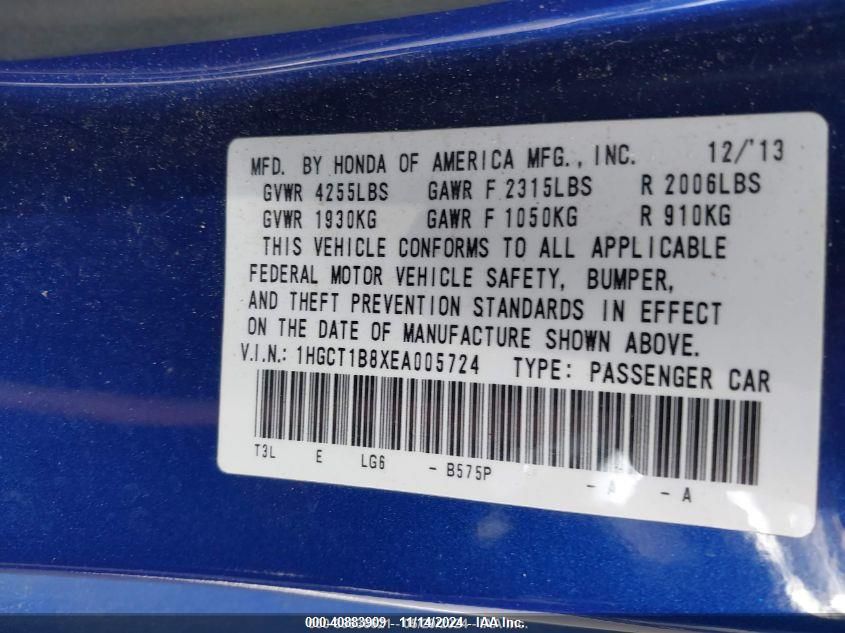 MFD. BY HONDA OF AMERICA MFG., INC. 12/'13
GVWR 4255LBS GAWR F 2315LBS R 2006LBS
GVWR 1930KG GAWR F 1050KG R 910KG
THIS VEHICLE CONFORMS TO ALL APPLICABLE
FEDERAL MOTOR VEHICLE SAFETY, BUMPER,
AND THEFT PREVENTION STANDARDS IN EFFECT
ON THE DATE OF MANUFACTURE SHOWN ABOVE.
V.I.N.: 1HGCT1B8XEA005724 TYPE: PASSENGER CAR
T3L E LG6 - B575P - A - A
000-40883909 - 11/14/2024 - IAA Inc.